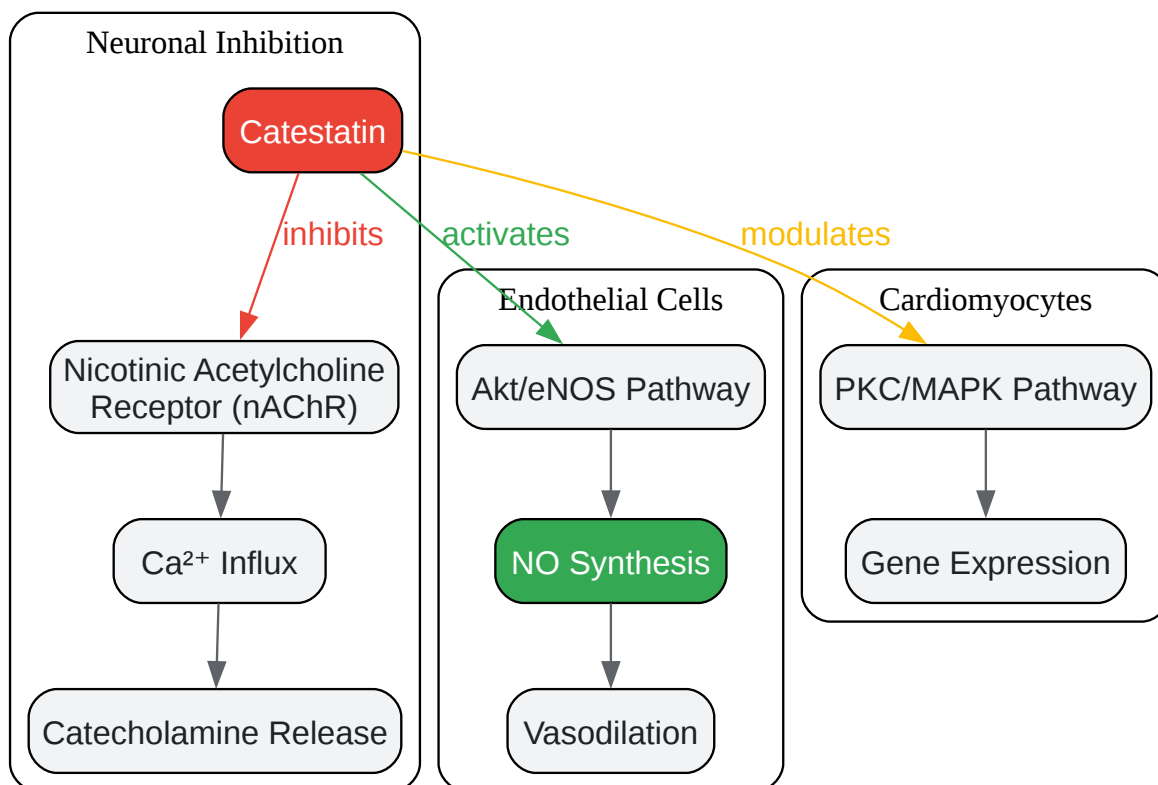 Neuronal Inhibition
Catestatin
inhibits
activates
modulates
Endothelial Cells
Cardiomyocytes
Nicotinic Acetylcholine
Receptor (nAChR)
Akt/eNOS Pathway
PKC/MAPK Pathway
Ca²⁺ Influx
NO Synthesis
Gene Expression
Catecholamine Release
Vasodilation